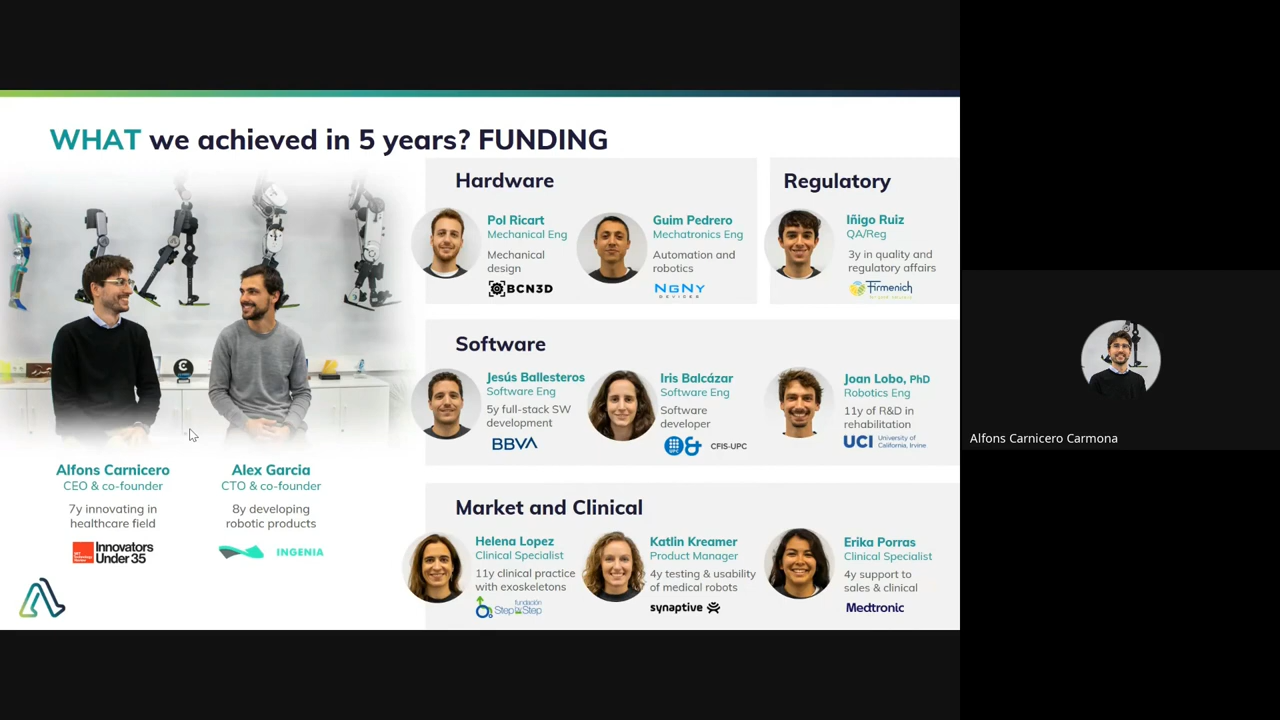 WHAT we achieved in 5 years? FUNDING
Alfons Carnicero
CEO & co-founder
7y innovating in
healthcare field
Innovators
Under 35
Alex Garcia
CTO & co-founder
8y developing
robotic products
INGENIA
Hardware
Pol Ricart
Mechanical Eng
Mechanical
design
BCN3D
Guim Pedrero
Mechatronics Eng
Automation and
robotics
NGNY
DEVICES
Regulatory
Iñigo Ruiz
QA/Reg
3y in quality and
regulatory affairs
Firmenich
Software
Jesús Ballesteros
Software Eng
5y full-stack SW
development
BBVA
Iris Balcázar
Software Eng
Software
developer
CFIS-UPC
Joan Lobo, PhD
Robotics Eng
11y of R&D in
rehabilitation
UCI University of
California, Irvine
Market and Clinical
Helena Lopez
Clinical Specialist
11y clinical practice
with exoskeletons
fundación
Step by Step
Katlin Kreamer
Product Manager
4y testing & usability
of medical robots
synaptive
Erika Porras
Clinical Specialist
4y support to
sales & clinical
Medtronic
Alfons Carnicero Carmona